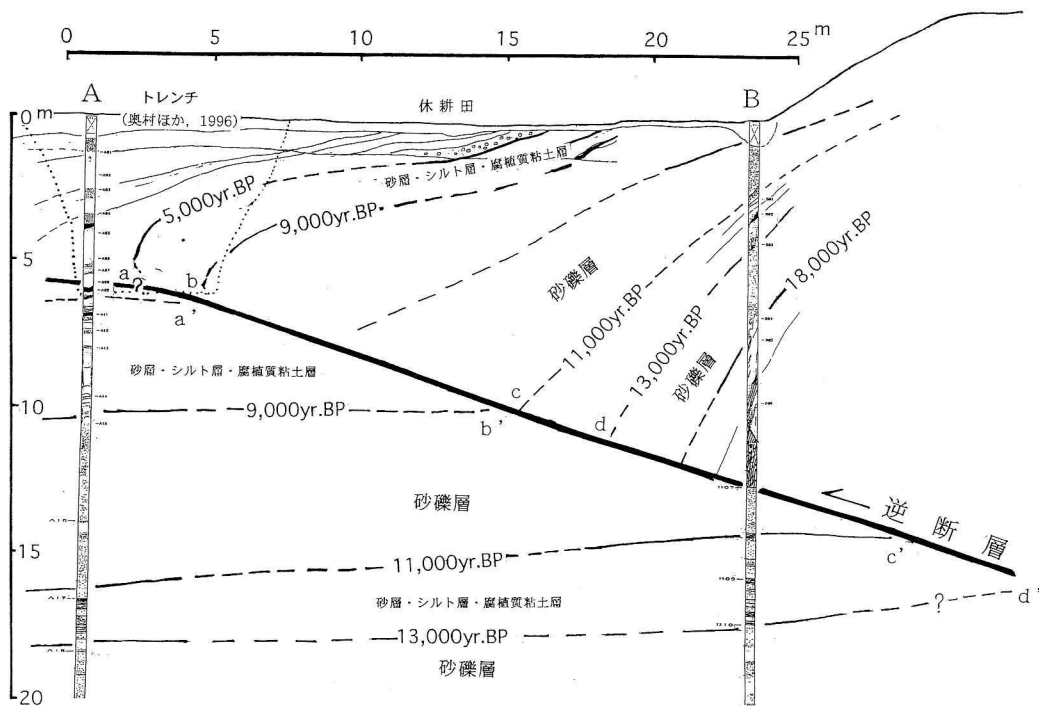 0 5 10 15 20 25 m
A
トレンチ
(奥村ほか, 1996)
休耕田
B
0 m
砂層・シルト層・腐植質粘土層
5,000yr.BP
9,000yr.BP
5
a
?
b
a'
砂礫層
11,000yr.BP
13,000yr.BP
砂礫層
18,000yr.BP
砂層・シルト層・腐植質粘土層
10
9,000yr.BP
b'
c
d
砂礫層
逆断層
15
11,000yr.BP
c'
砂層・シルト層・腐植質粘土層
?
d'
13,000yr.BP
砂礫層
20